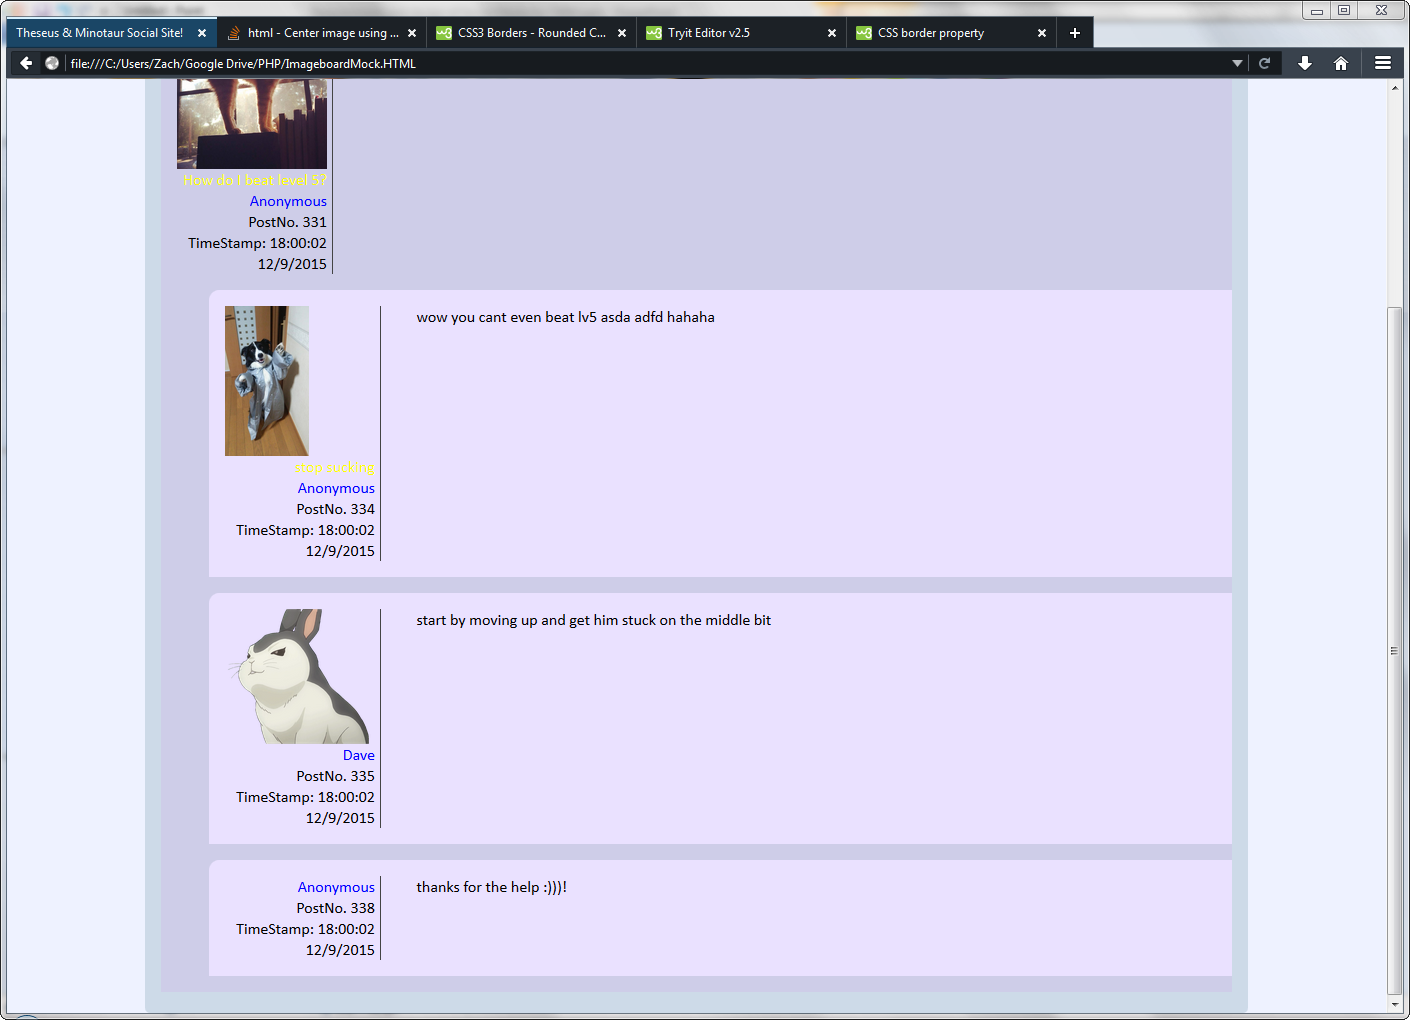 Theseus & Minotaur Social Site!
html - Center image using ...
CSS3 Borders - Rounded C...
Tryit Editor v2.5
CSS border property
file:///C:/Users/Zach/Google Drive/PHP/ImageboardMock.HTML
How do I beat level 5?
Anonymous
PostNo. 331
TimeStamp: 18:00:02
12/9/2015
wow you cant even beat lv5 asda adfd hahaha
stop sucking
Anonymous
PostNo. 334
TimeStamp: 18:00:02
12/9/2015
start by moving up and get him stuck on the middle bit
Dave
PostNo. 335
TimeStamp: 18:00:02
12/9/2015
thanks for the help :)))!
Anonymous
PostNo. 338
TimeStamp: 18:00:02
12/9/2015